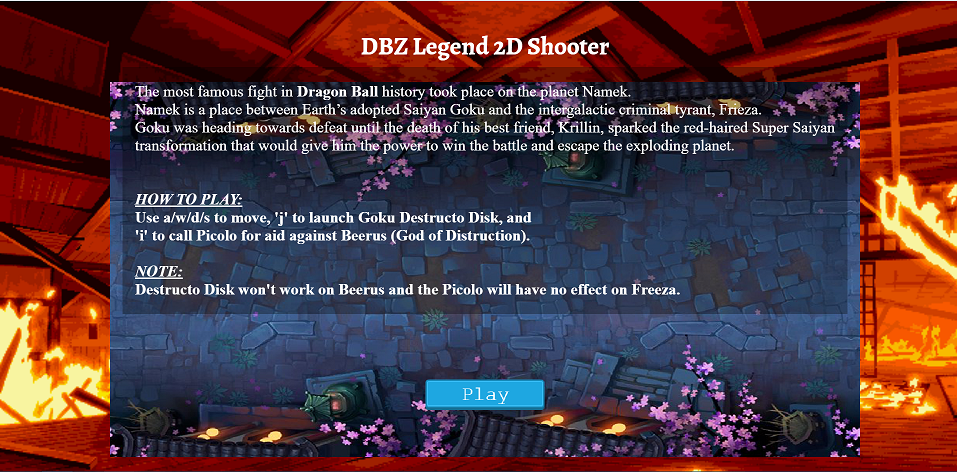 DBZ Legend 2D Shooter
The most famous fight in Dragon Ball history took place on the planet Namek.
Namek is a place between Earth's adopted Saiyan Goku and the intergalactic criminal tyrant, Frieza.
Goku was heading towards defeat until the death of his best friend, Krillin, sparked the red-haired Super Saiyan
transformation that would give him the power to win the battle and escape the exploding planet.
HOW TO PLAY:
Use a/w/d/s to move, 'j' to launch Goku Destructo Disk, and
'i' to call Picolo for aid against Beerus (God of Distruction).
NOTE:
Destructo Disk won't work on Beerus and the Picolo will have no effect on Freeza.
Play